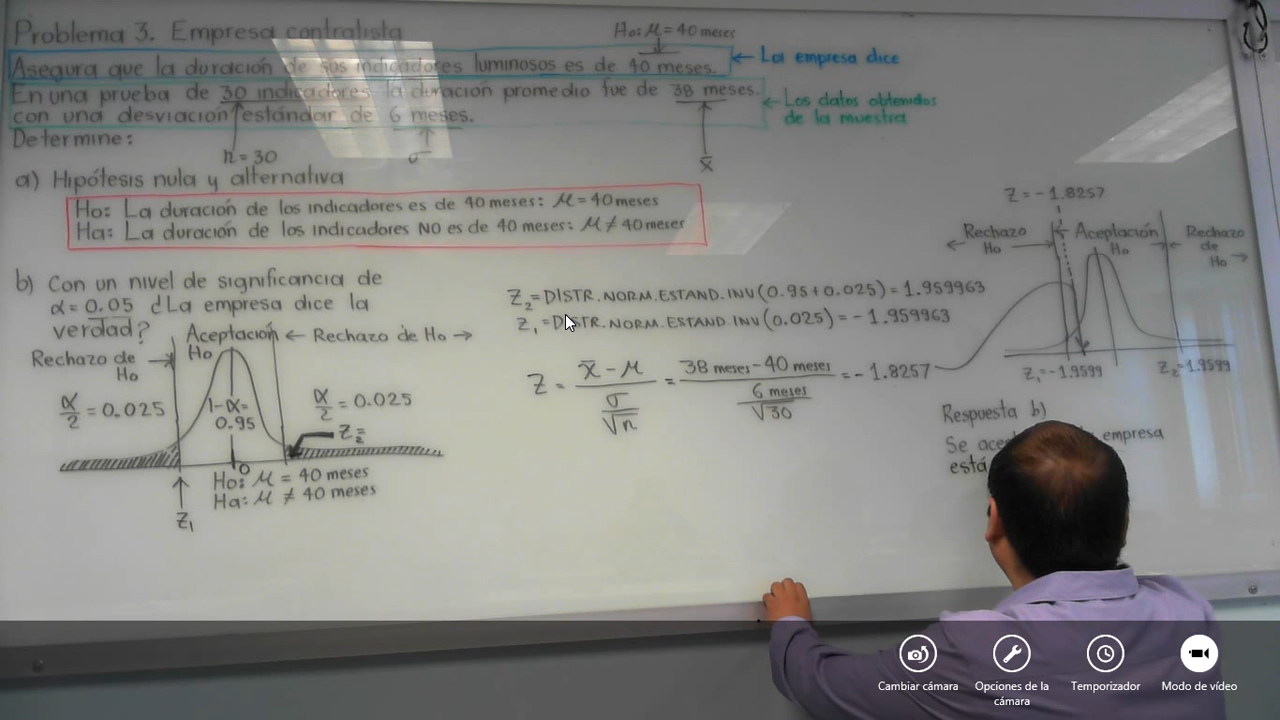 Problema 3. Empresa contratista
Ho: μ = 40 meses
Asegura que la duración de sus indicadores luminosos es de 40 meses.
← La empresa dice
En una prueba de 30 indicadores la duración promedio fue de 38 meses.
con una desviación estándar de 6 meses.
← Los datos obtenidos
de la muestra
Determine:
n = 30
σ
x̄
a) Hipótesis nula y alternativa
Ho: La duración de los indicadores es de 40 meses: μ = 40 meses
Ha: La duración de los indicadores NO es de 40 meses: μ ≠ 40 meses
b) Con un nivel de significancia de
α = 0.05 ¿La empresa dice la
verdad?
Aceptación
Ho
← Rechazo de Ho →
Rechazo de
Ho
α/2 = 0.025
1-α=
0.95
α/2 = 0.025
Z2=
0
Ho: μ = 40 meses
Ha: μ ≠ 40 meses
Z1
Z2 = DISTR.NORM.ESTAND.INV(0.95+0.025) = 1.959963
Z1 = DISTR.NORM.ESTAND.INV(0.025) = - 1.959963
Z = (x̄ - μ) / (σ/√n) = (38 meses - 40 meses) / (6 meses/√30) = - 1.8257
Z = - 1.8257
Rechazo
← Ho →
Aceptación
Ho
Rechazo
de
Ho →
Z1 = - 1.9599
Z2 = 1.9599
Respuesta b)
Se empresa
está
Cambiar cámara
Opciones de la
cámara
Temporizador
Modo de vídeo